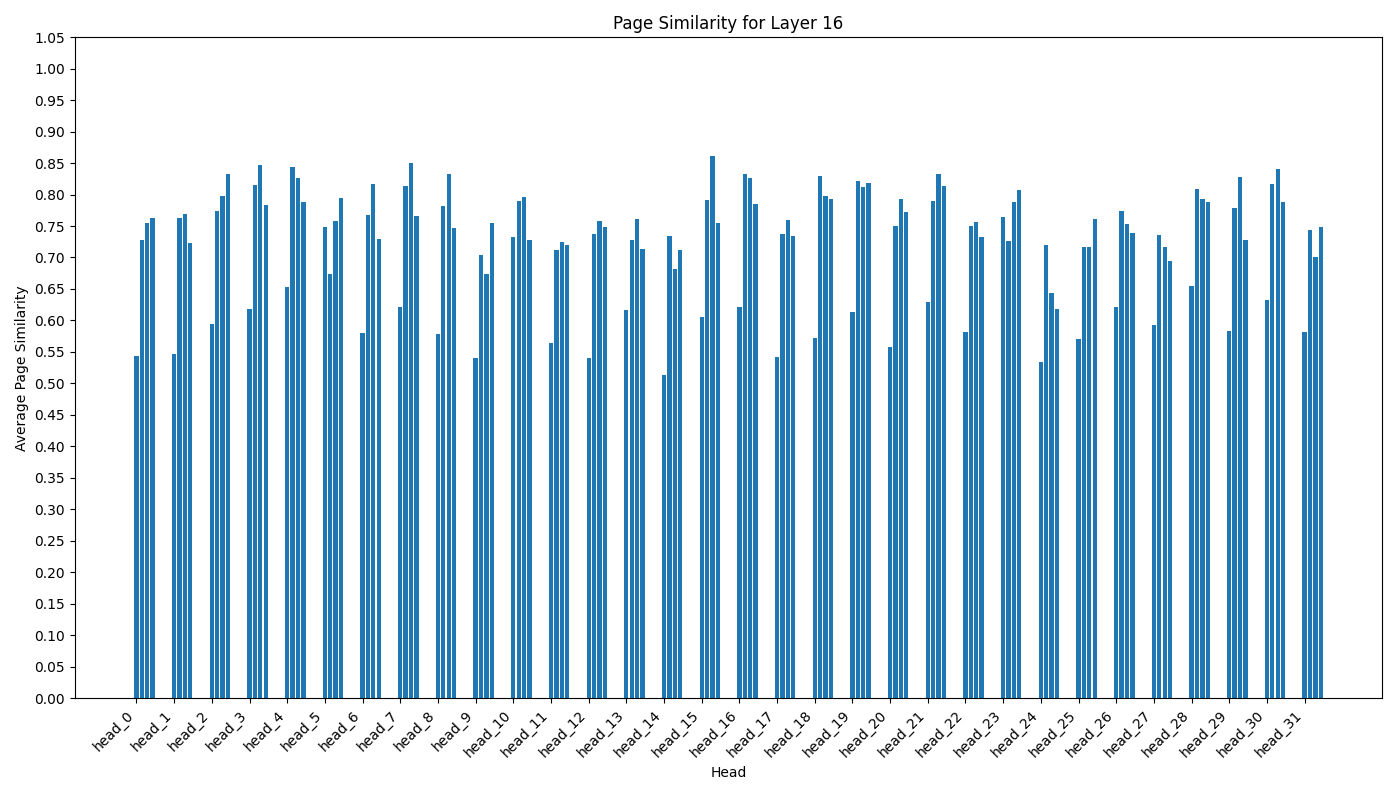 Page Similarity for Layer 16
Average Page Similarity
1.05
1.00
0.95
0.90
0.85
0.80
0.75
0.70
0.65
0.60
0.55
0.50
0.45
0.40
0.35
0.30
0.25
0.20
0.15
0.10
0.05
0.00
head_0
head_1
head_2
head_3
head_4
head_5
head_6
head_7
head_8
head_9
head_10
head_11
head_12
head_13
head_14
head_15
head_16
head_17
head_18
head_19
head_20
head_21
head_22
head_23
head_24
head_25
head_26
head_27
head_28
head_29
head_30
head_31
Head